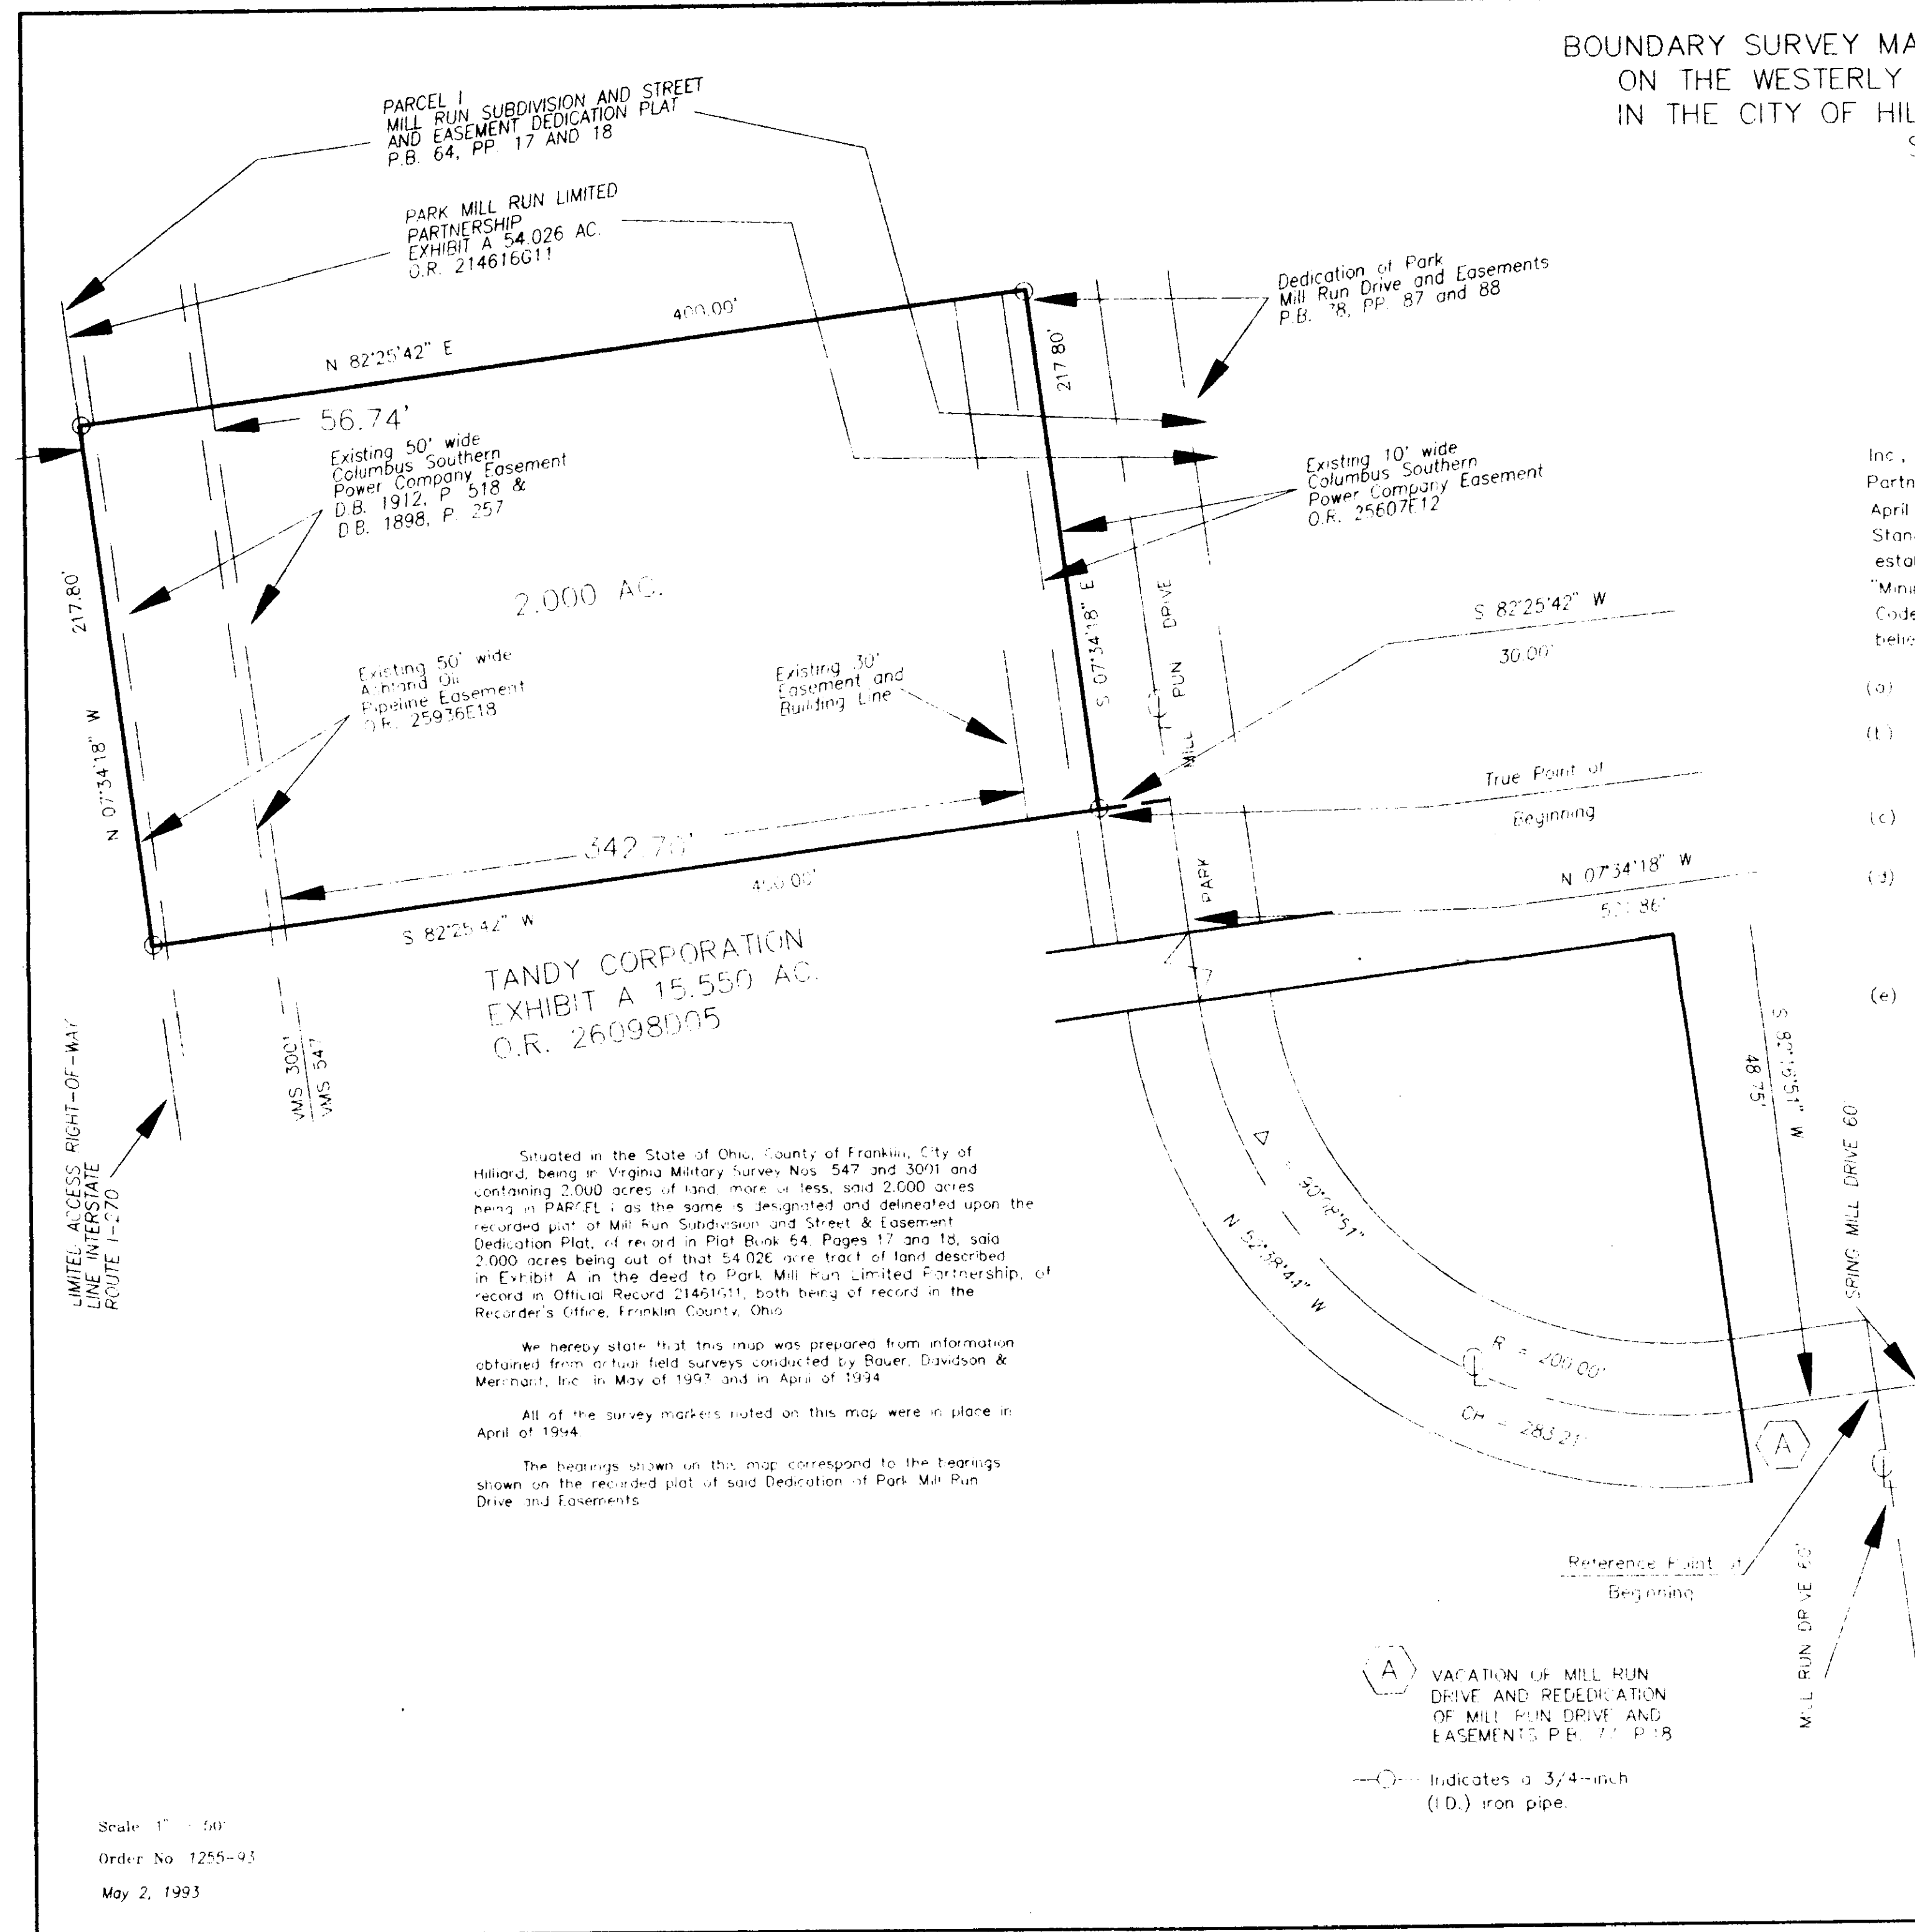 BOUNDARY SURVEY MA
ON THE WESTERLY
IN THE CITY OF HIL
S
PARCEL I
MILL RUN SUBDIVISION AND STREET
AND EASEMENT DEDICATION PLAT
P.B. 64, PP. 17 AND 18
PARK MILL RUN LIMITED
PARTNERSHIP
EXHIBIT A 54.026 AC.
O.R. 21461G11
Dedication of Park
Mill Run Drive and Easements
P.B. 78, PP. 87 and 88
400.00'
N 82°25'42" E
217.80'
56.74'
Existing 50' wide
Columbus Southern
Power Company Easement
D.B. 1912, P. 518 &
D.B. 1898, P. 257
Existing 10' wide
Columbus Southern
Power Company Easement
O.R. 25607E12
Inc.,
Partn
April
Stan
estab
"Mini
Code
belie
(a)
(b)
(c)
(d)
(e)
217.80'
N 07°34'18" W
2.000 AC.
S 07°34'18" E
PARK MILL RUN DRIVE
S 82°25'42" W
30.00'
Existing 50' wide
Ashland Oil
Pipeline Easement
O.R. 25936E18
Existing 30'
Easement and
Building Line
True Point of
Beginning
342.70'
400.00'
S 82°25'42" W
N 07°34'18" W
TANDY CORPORATION
EXHIBIT A 15.550 AC.
O.R. 26098D05
LIMITED ACCESS RIGHT-OF-WAY
LINE INTERSTATE
ROUTE I-270
VMS 3001
VMS 547
S 82°16'51" W
48.75'
SPRING MILL DRIVE 60'
N 52°38'44" W
R = 200.00'
CH = 283.21'
A
Situated in the State of Ohio, County of Franklin, City of
Hilliard, being in Virginia Military Survey Nos. 547 and 3001 and
containing 2.000 acres of land, more or less, said 2.000 acres
being in PARCEL I as the same is designated and delineated upon the
recorded plat of Mill Run Subdivision and Street & Easement
Dedication Plat, of record in Plat Book 64, Pages 17 and 18, said
2.000 acres being out of that 54.026 acre tract of land described
in Exhibit A in the deed to Park Mill Run Limited Partnership, of
record in Official Record 21461G11, both being of record in the
Recorder's Office, Franklin County, Ohio
We hereby state that this map was prepared from information
obtained from actual field surveys conducted by Bauer, Davidson &
Merchant, Inc. in May of 1993 and in April of 1994
All of the survey markers noted on this map were in place in
April of 1994.
The bearings shown on this map correspond to the bearings
shown on the recorded plat of said Dedication of Park Mill Run
Drive and Easements
Reference Point of
Beginning
MILL RUN DRIVE 60'
A
VACATION OF MILL RUN
DRIVE AND REDEDICATION
OF MILL RUN DRIVE AND
EASEMENTS P.B. 77 P.18
Indicates a 3/4-inch
(I.D.) iron pipe.
Scale 1" = 50'
Order No 1255-93
May 2, 1993